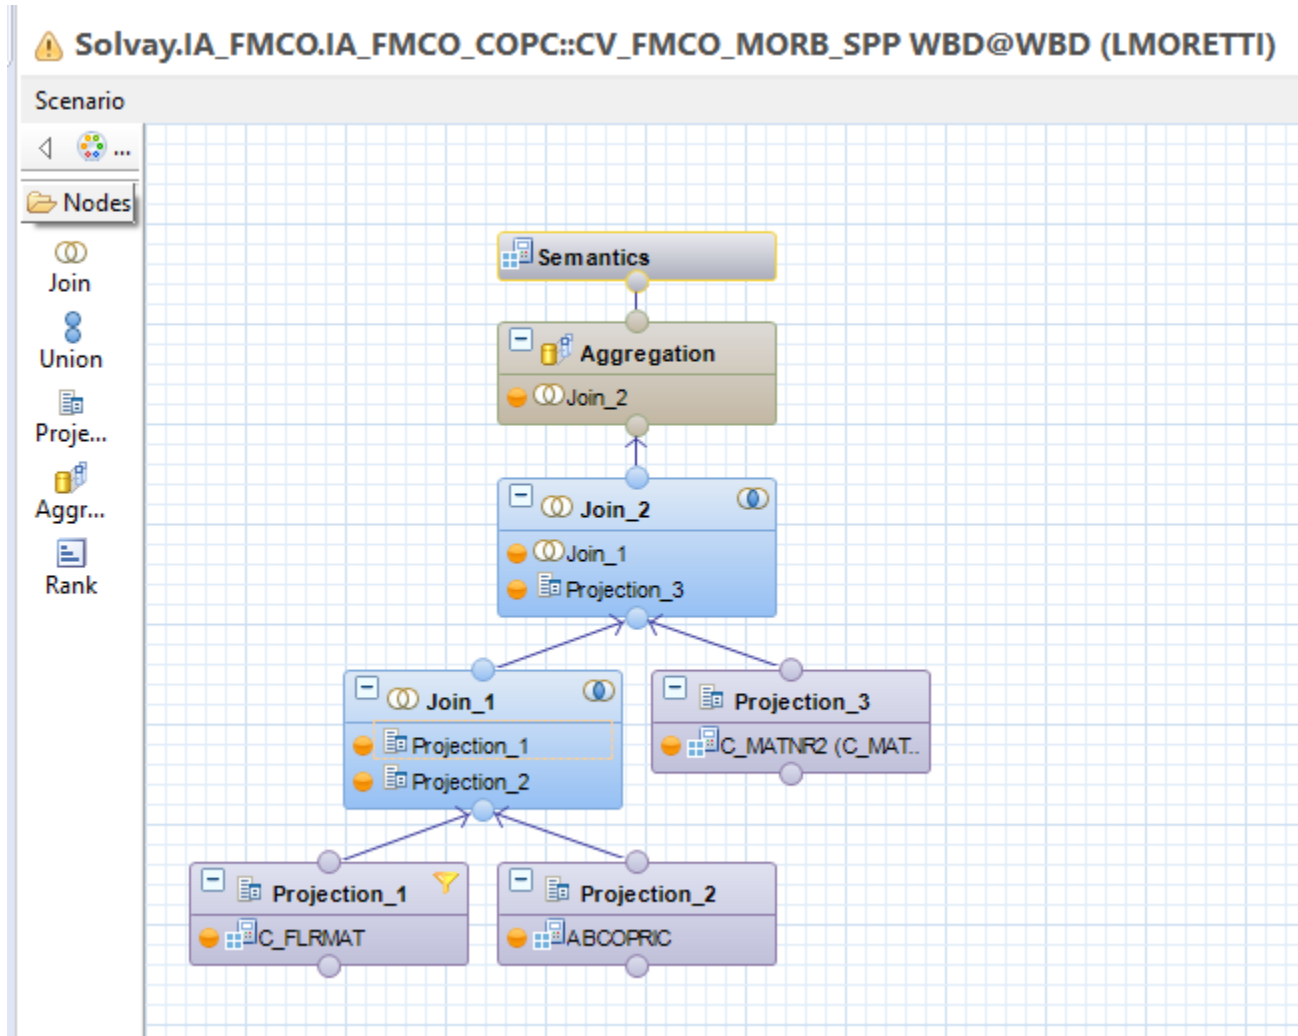 Solvay.IA_FMCO.IA_FMCO_COPC::CV_FMCO_MORB_SPP WBD@WBD (LMORETTI)
Scenario
...
Nodes
Join
Union
Proje...
Aggr...
Rank
Semantics
Aggregation
Join_2
Join_2
Join_1
Projection_3
Join_1
Projection_1
Projection_2
Projection_3
C_MATNR2 (C_MAT..
Projection_1
C_FLRMAT
Projection_2
ABCOPRIC